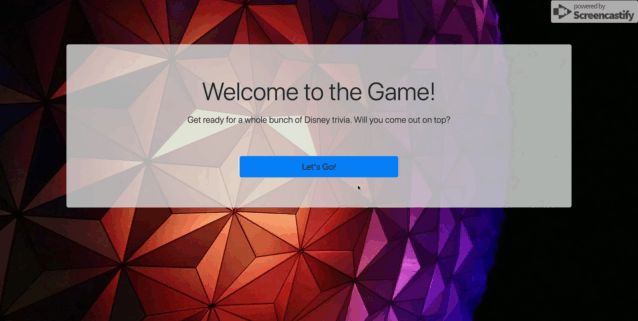 powered by
Screencastify
Welcome to the Game!
Get ready for a whole bunch of Disney trivia. Will you come out on top?
Let's Go!